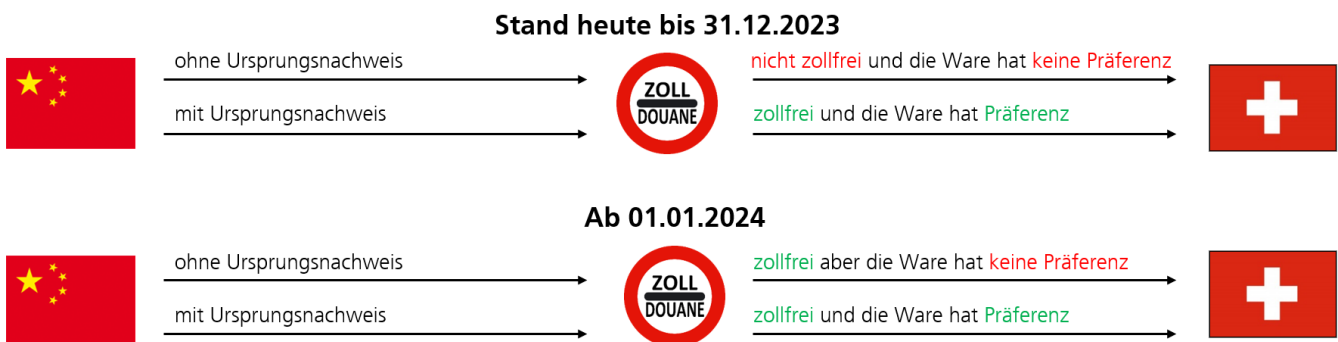 Stand heute bis 31.12.2023
ohne Ursprungsnachweis
nicht zollfrei und die Ware hat keine Präferenz
ZOLL
DOUANE
mit Ursprungsnachweis
zollfrei und die Ware hat Präferenz
Ab 01.01.2024
ohne Ursprungsnachweis
zollfrei aber die Ware hat keine Präferenz
ZOLL
DOUANE
mit Ursprungsnachweis
zollfrei und die Ware hat Präferenz